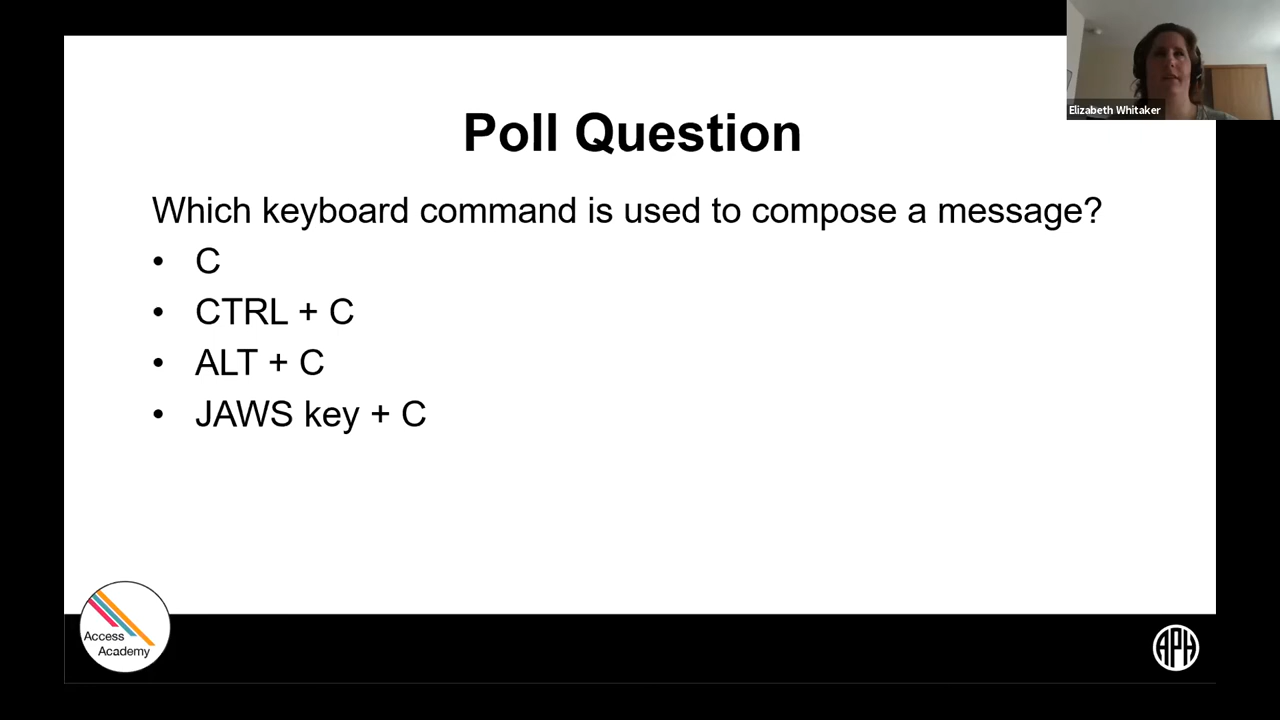 Elizabeth Whitaker
Poll Question
Which keyboard command is used to compose a message?
• C
• CTRL + C
• ALT + C
• JAWS key + C
Access
Academy
APH